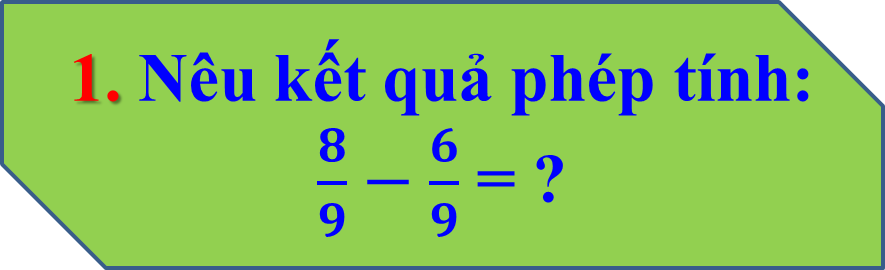 1. Nêu kết quả phép tính:
8/9 − 6/9 = ?